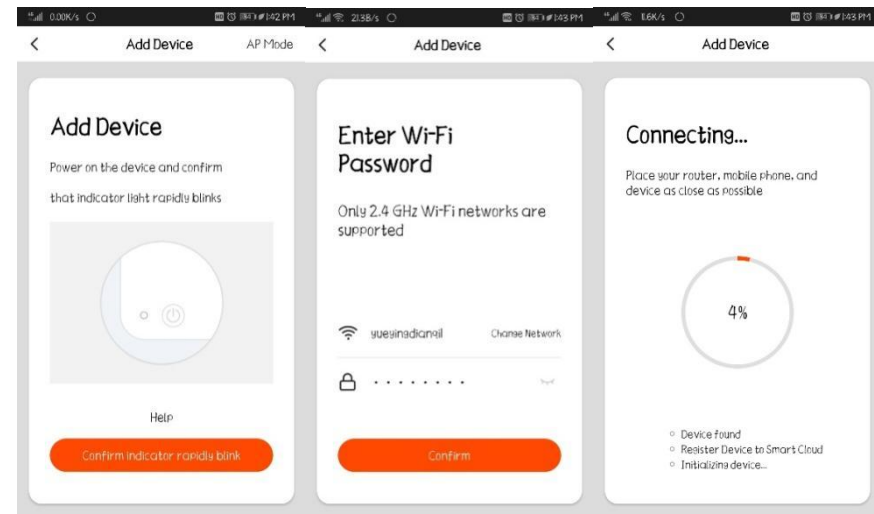 0.00K/s
1:42 PM
Add Device
AP Mode
Add Device
Power on the device and confirm
that indicator light rapidly blinks
Help
Confirm indicator rapidly blink
213B/s
1:43 PM
Add Device
Enter Wi-Fi
Password
Only 2.4 GHz Wi-Fi networks are
supported
yueyingdianqi1
Change Network
Confirm
1.6K/s
1:43 PM
Add Device
Connecting...
Place your router, mobile phone, and
device as close as possible
4%
Device found
Register Device to Smart Cloud
Initializing device...